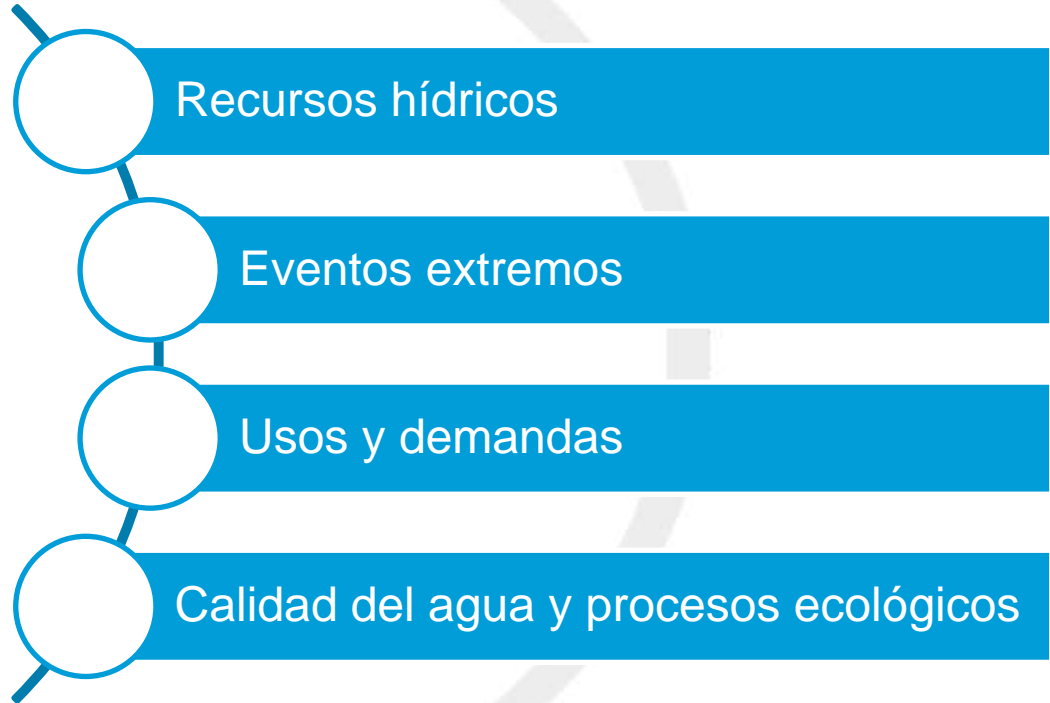 Recursos hídricos
Eventos extremos
Usos y demandas
Calidad del agua y procesos ecológicos